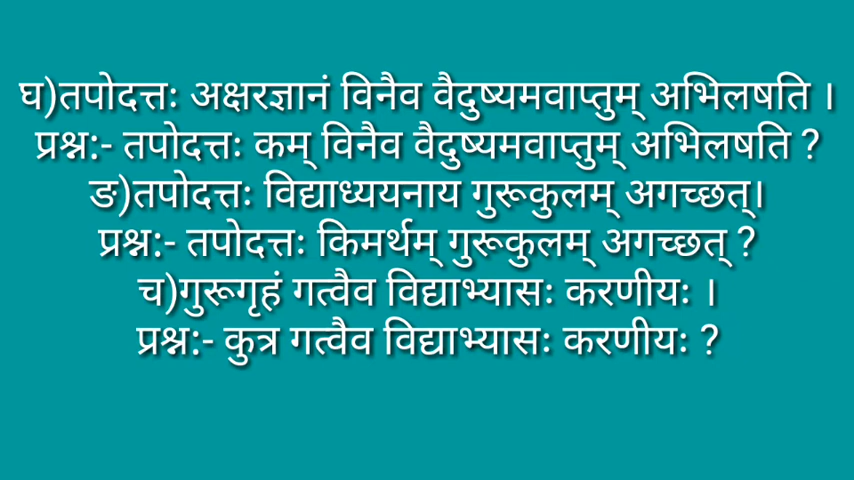 घ)तपोदत्तः अक्षरज्ञानं विनैव वैदुष्यमवाप्तुम् अभिलषति ।
प्रश्न:- तपोदत्तः कम् विनैव वैदुष्यमवाप्तुम् अभिलषति ?
ङ)तपोदत्तः विद्याध्ययनाय गुरूकुलम् अगच्छत्।
प्रश्न:- तपोदत्तः किमर्थम् गुरूकुलम् अगच्छत् ?
च)गुरूगृहं गत्वैव विद्याभ्यासः करणीयः ।
प्रश्न:- कुत्र गत्वैव विद्याभ्यासः करणीयः ?